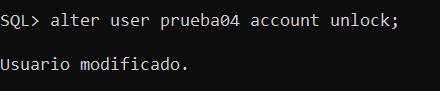 SQL> alter user prueba04 account unlock;
Usuario modificado.